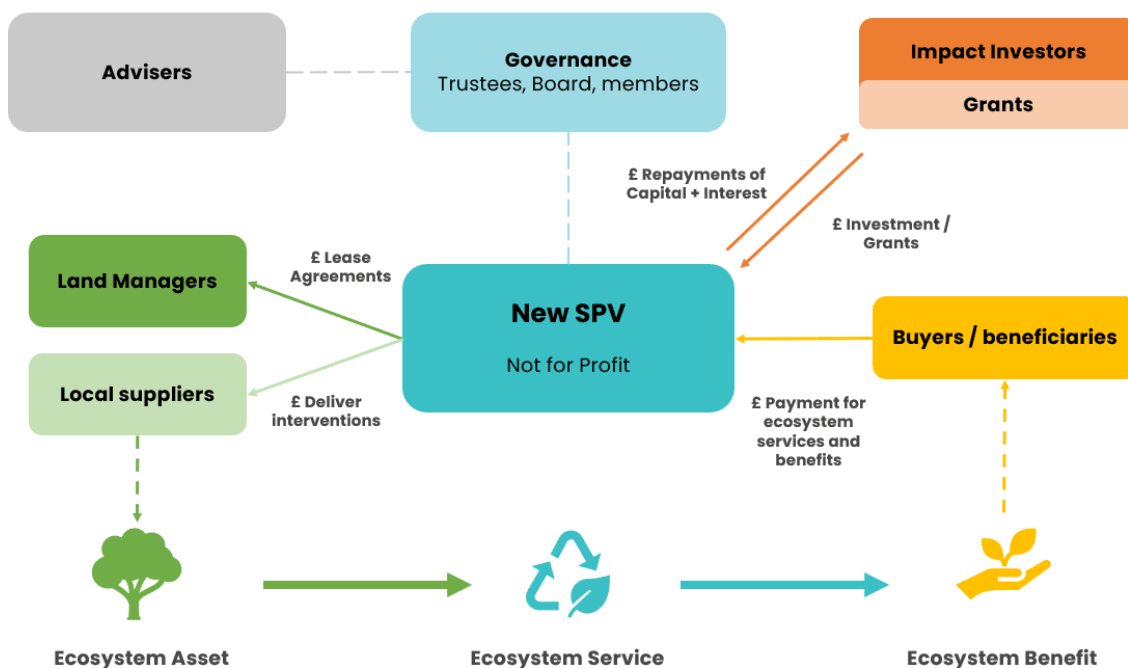 Advisers
Governance
Trustees, Board, members
Impact Investors
Grants
£ Repayments of
Capital + Interest
£ Investment /
Grants
Land Managers
£ Lease
Agreements
New SPV
Not for Profit
Buyers / beneficiaries
Local suppliers
£ Deliver
interventions
£ Payment for
ecosystem
services and
benefits
Ecosystem Asset
Ecosystem Service
Ecosystem Benefit